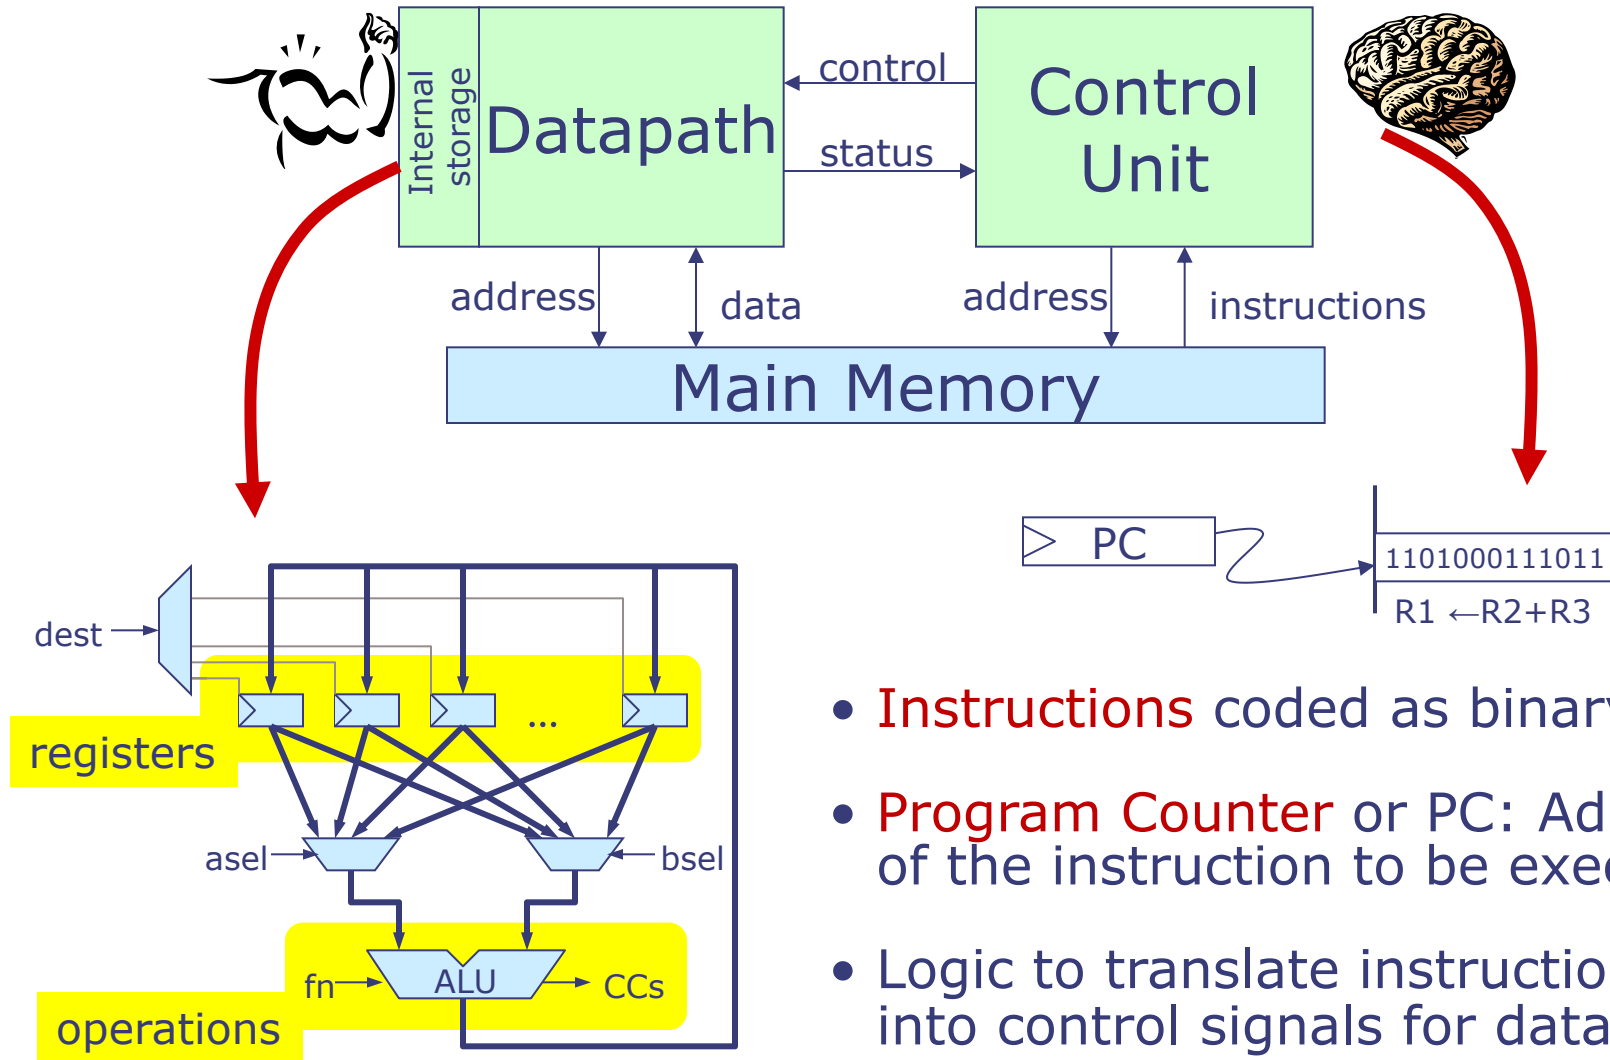 Internal
storage
Datapath
control
status
Control
Unit
address
data
address
instructions
Main Memory
PC
1101000111011
R1 ←R2+R3
dest
...
registers
asel
bsel
fn
ALU
CCs
operations
• Instructions coded as binary
• Program Counter or PC: Ad
of the instruction to be exe
• Logic to translate instructio
into control signals for data